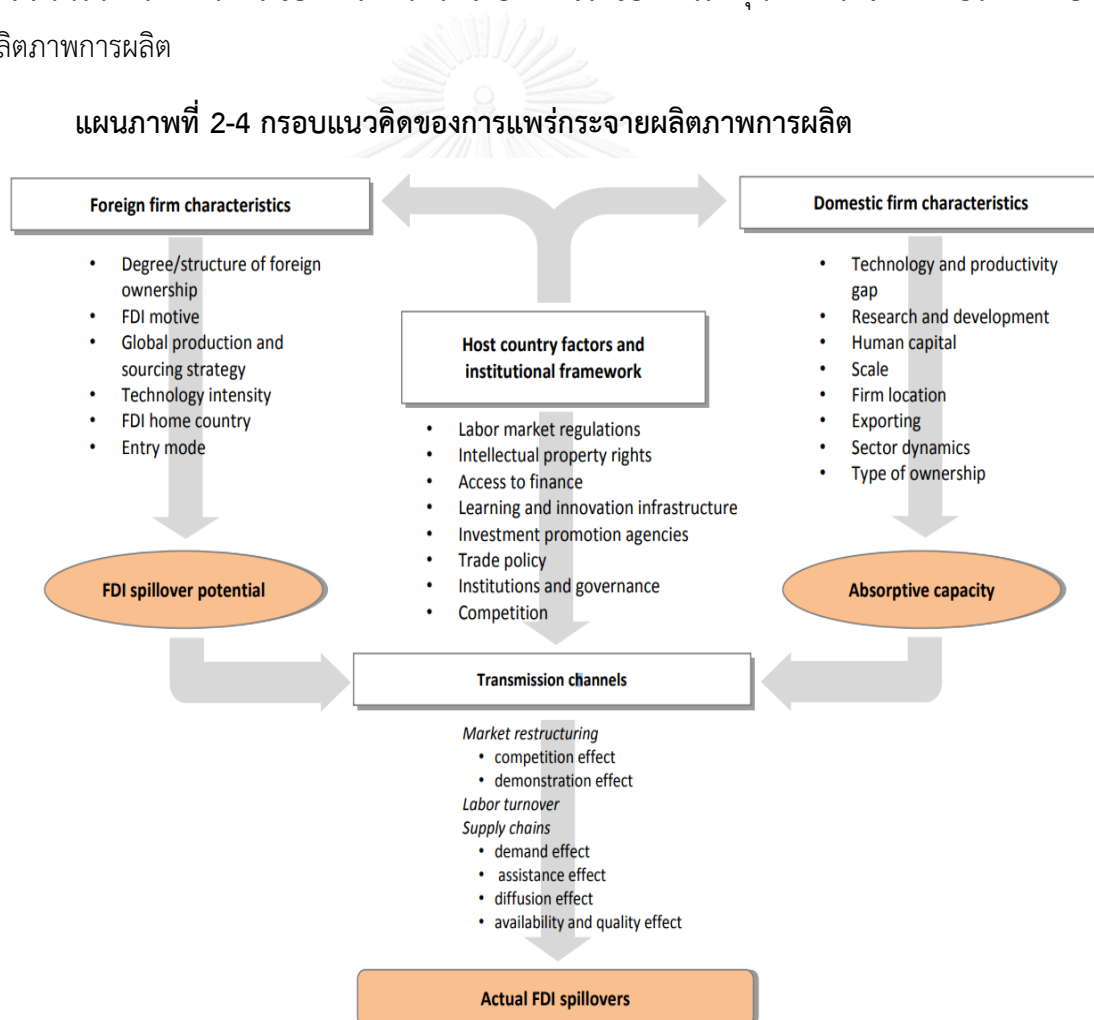 ลิตภาพการผลิต
แผนภาพที่ 2-4 กรอบแนวคิดของการแพร่กระจายผลิตภาพการผลิต
Foreign firm characteristics
• Degree/structure of foreign
ownership
• FDI motive
• Global production and
sourcing strategy
• Technology intensity
• FDI home country
• Entry mode
FDI spillover potential
Host country factors and
institutional framework
• Labor market regulations
• Intellectual property rights
• Access to finance
• Learning and innovation infrastructure
• Investment promotion agencies
• Trade policy
• Institutions and governance
• Competition
Domestic firm characteristics
• Technology and productivity
gap
• Research and development
• Human capital
• Scale
• Firm location
• Exporting
• Sector dynamics
• Type of ownership
Absorptive capacity
Transmission channels
Market restructuring
• competition effect
• demonstration effect
Labor turnover
Supply chains
• demand effect
• assistance effect
• diffusion effect
• availability and quality effect
Actual FDI spillovers